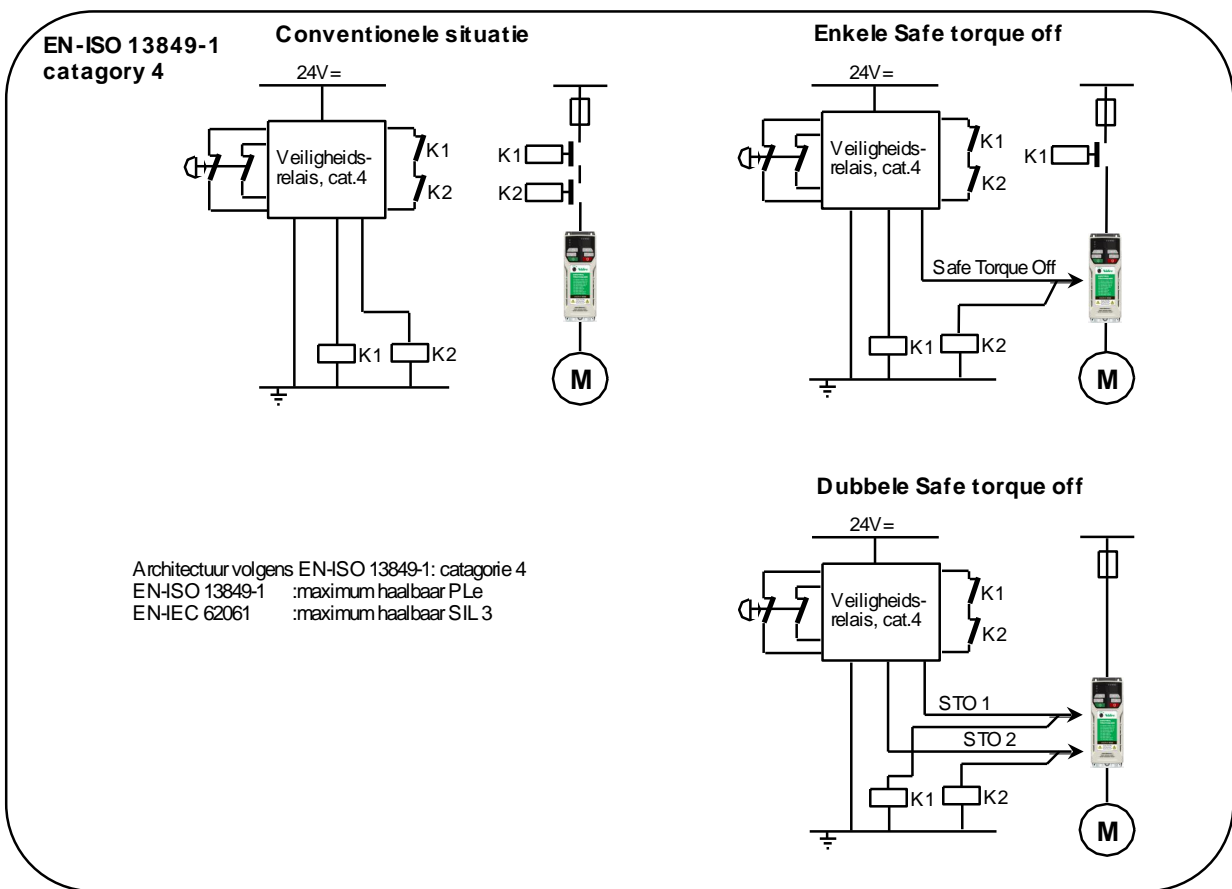 EN-ISO 13849-1
catagory 4
Conventionele situatie
24V=
Veiligheids-
relais, cat.4
K1
K2
K1
K2
K1
K2
M
Enkele Safe torque off
24V=
Veiligheids-
relais, cat.4
K1
K2
K1
Safe Torque Off
K1
K2
M
Dubbele Safe torque off
24V=
Veiligheids-
relais, cat.4
K1
K2
STO 1
STO 2
K1
K2
M
Architectuur volgens EN-ISO 13849-1: catagorie 4
EN-ISO 13849-1 :maximum haalbaar PLe
EN-IEC 62061 :maximum haalbaar SIL 3